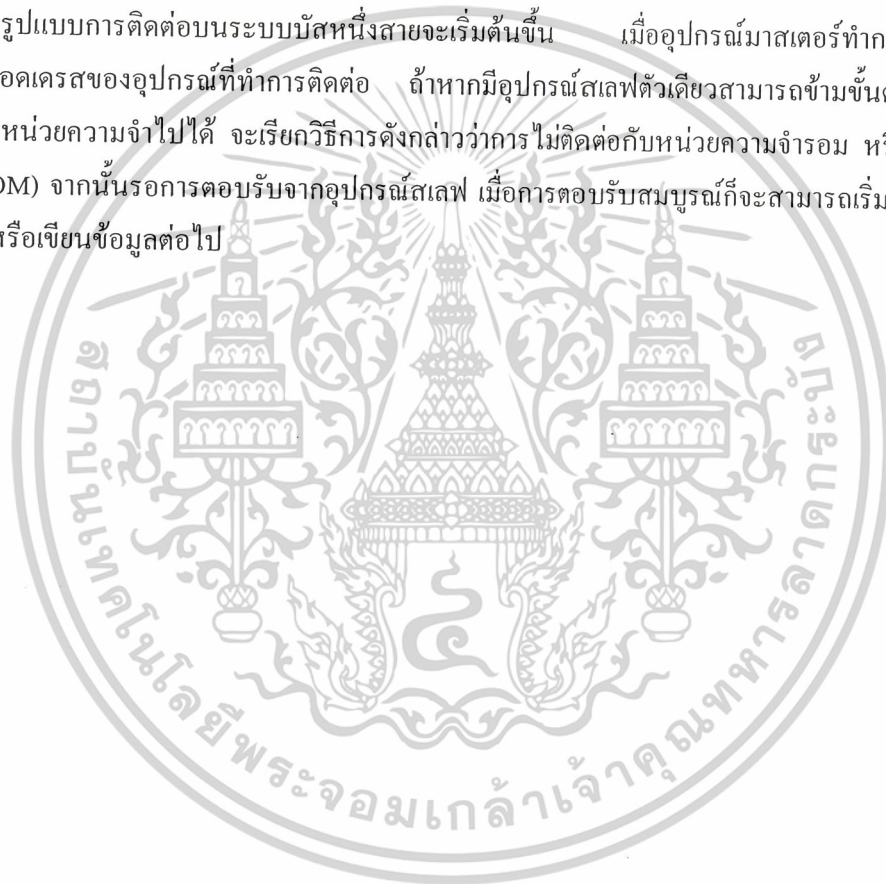 รูปแบบการติดต่อบนระบบบัสหนึ่งสายจะเริ่มต้นขึ้น เมื่ออุปกรณ์มาสเตอร์ทำก
อดเดรสของอุปกรณ์ที่ทำการติดต่อ ถ้าหากมีอุปกรณ์สเลฟตัวเดียวสามารถข้ามขั้นต
หน่วยความจำไปได้ จะเรียกวิธีการดังกล่าวว่าการไม่ติดต่อกับหน่วยความจำรอม หรื
OM) จากนั้นรอการตอบรับจากอุปกรณ์สเลฟ เมื่อการตอบรับสมบูรณ์ก็จะสามารถเริ่ม
หรือเขียนข้อมูลต่อไป
สถาบันเทคโนโลยีพระจอมเกล้าเจ้าคุณทหารลาดกระบัง
๔